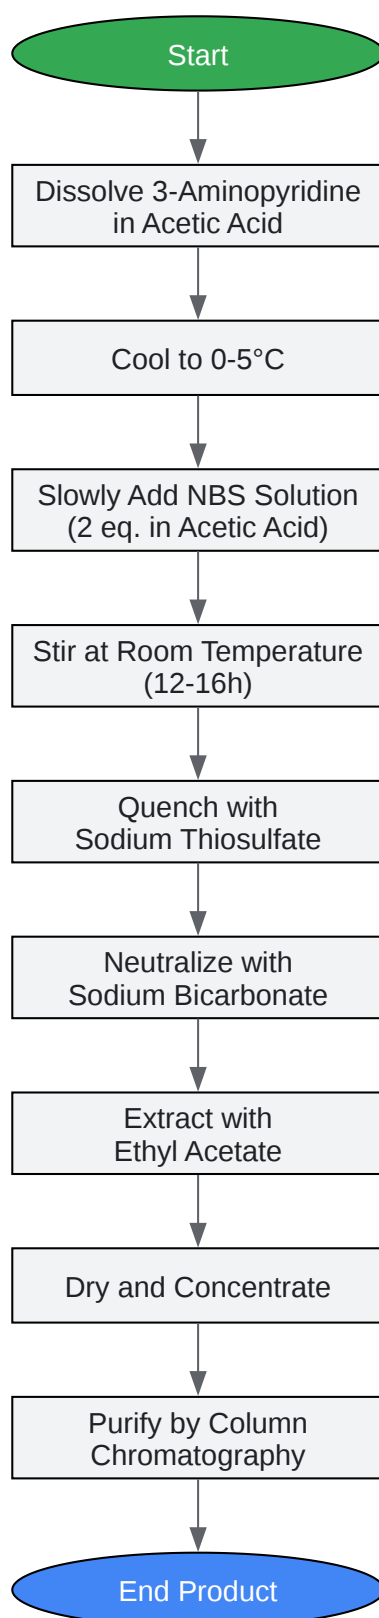 Start
Dissolve 3-Aminopyridine
in Acetic Acid
Cool to 0-5°C
Slowly Add NBS Solution
(2 eq. in Acetic Acid)
Stir at Room Temperature
(12-16h)
Quench with
Sodium Thiosulfate
Neutralize with
Sodium Bicarbonate
Extract with
Ethyl Acetate
Dry and Concentrate
Purify by Column
Chromatography
End Product